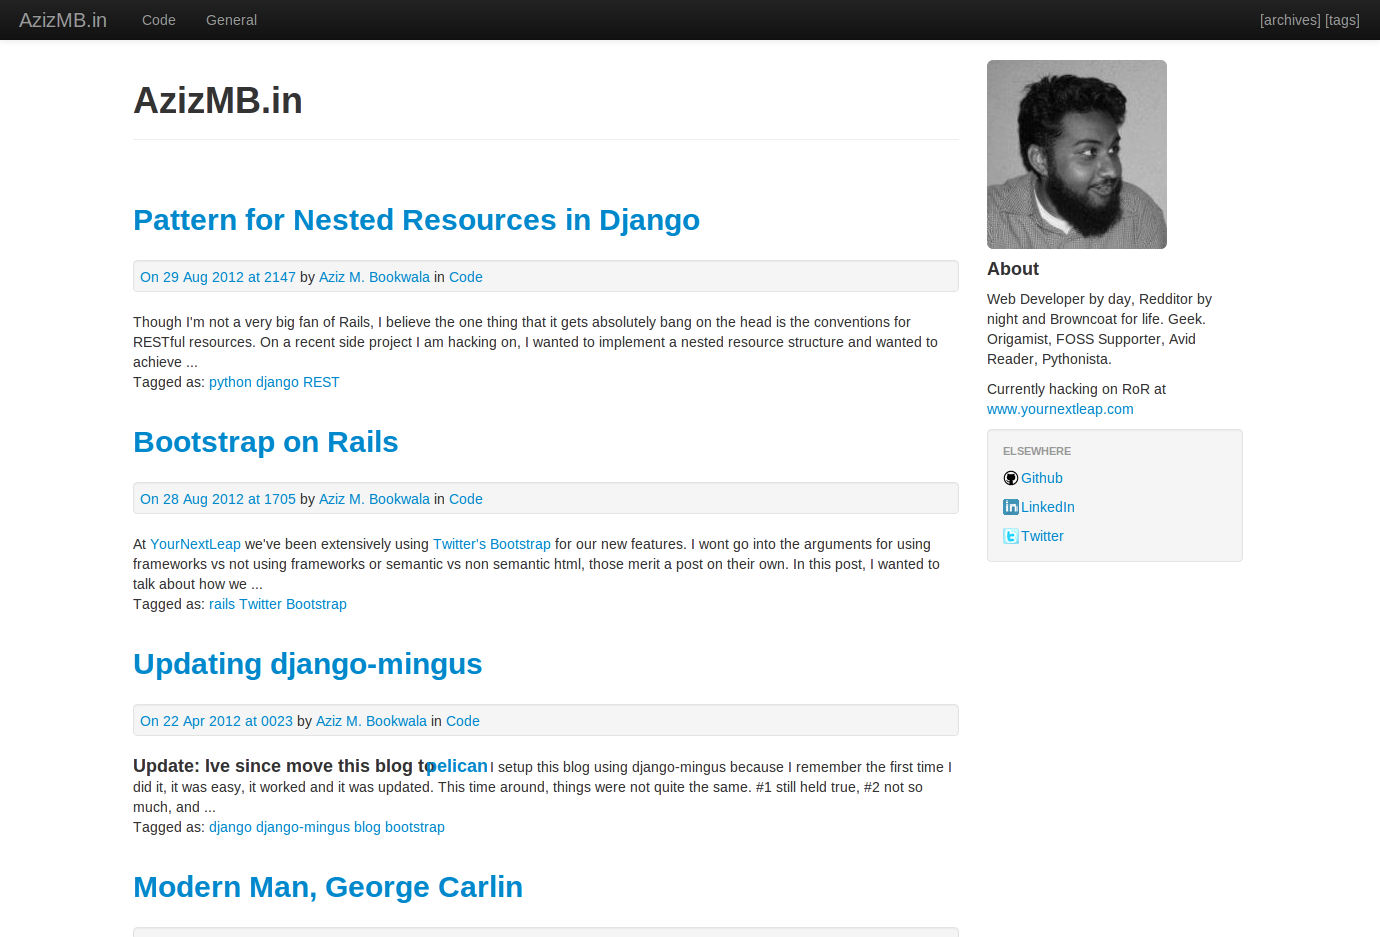 AzizMB.in Code General [archives] [tags]
AzizMB.in
Pattern for Nested Resources in Django
On 29 Aug 2012 at 2147 by Aziz M. Bookwala in Code
Though I'm not a very big fan of Rails, I believe the one thing that it gets absolutely bang on the head is the conventions for
RESTful resources. On a recent side project I am hacking on, I wanted to implement a nested resource structure and wanted to
achieve ...
Tagged as: python django REST
Bootstrap on Rails
On 28 Aug 2012 at 1705 by Aziz M. Bookwala in Code
At YourNextLeap we've been extensively using Twitter's Bootstrap for our new features. I wont go into the arguments for using
frameworks vs not using frameworks or semantic vs non semantic html, those merit a post on their own. In this post, I wanted to
talk about how we ...
Tagged as: rails Twitter Bootstrap
Updating django-mingus
On 22 Apr 2012 at 0023 by Aziz M. Bookwala in Code
Update: Ive since move this blog to pelican I setup this blog using django-mingus because I remember the first time I
did it, it was easy, it worked and it was updated. This time around, things were not quite the same. #1 still held true, #2 not so
much, and ...
Tagged as: django django-mingus blog bootstrap
Modern Man, George Carlin
About
Web Developer by day, Redditor by
night and Browncoat for life. Geek.
Origamist, FOSS Supporter, Avid
Reader, Pythonista.
Currently hacking on RoR at
www.yournextleap.com
ELSEWHERE
Github
LinkedIn
Twitter